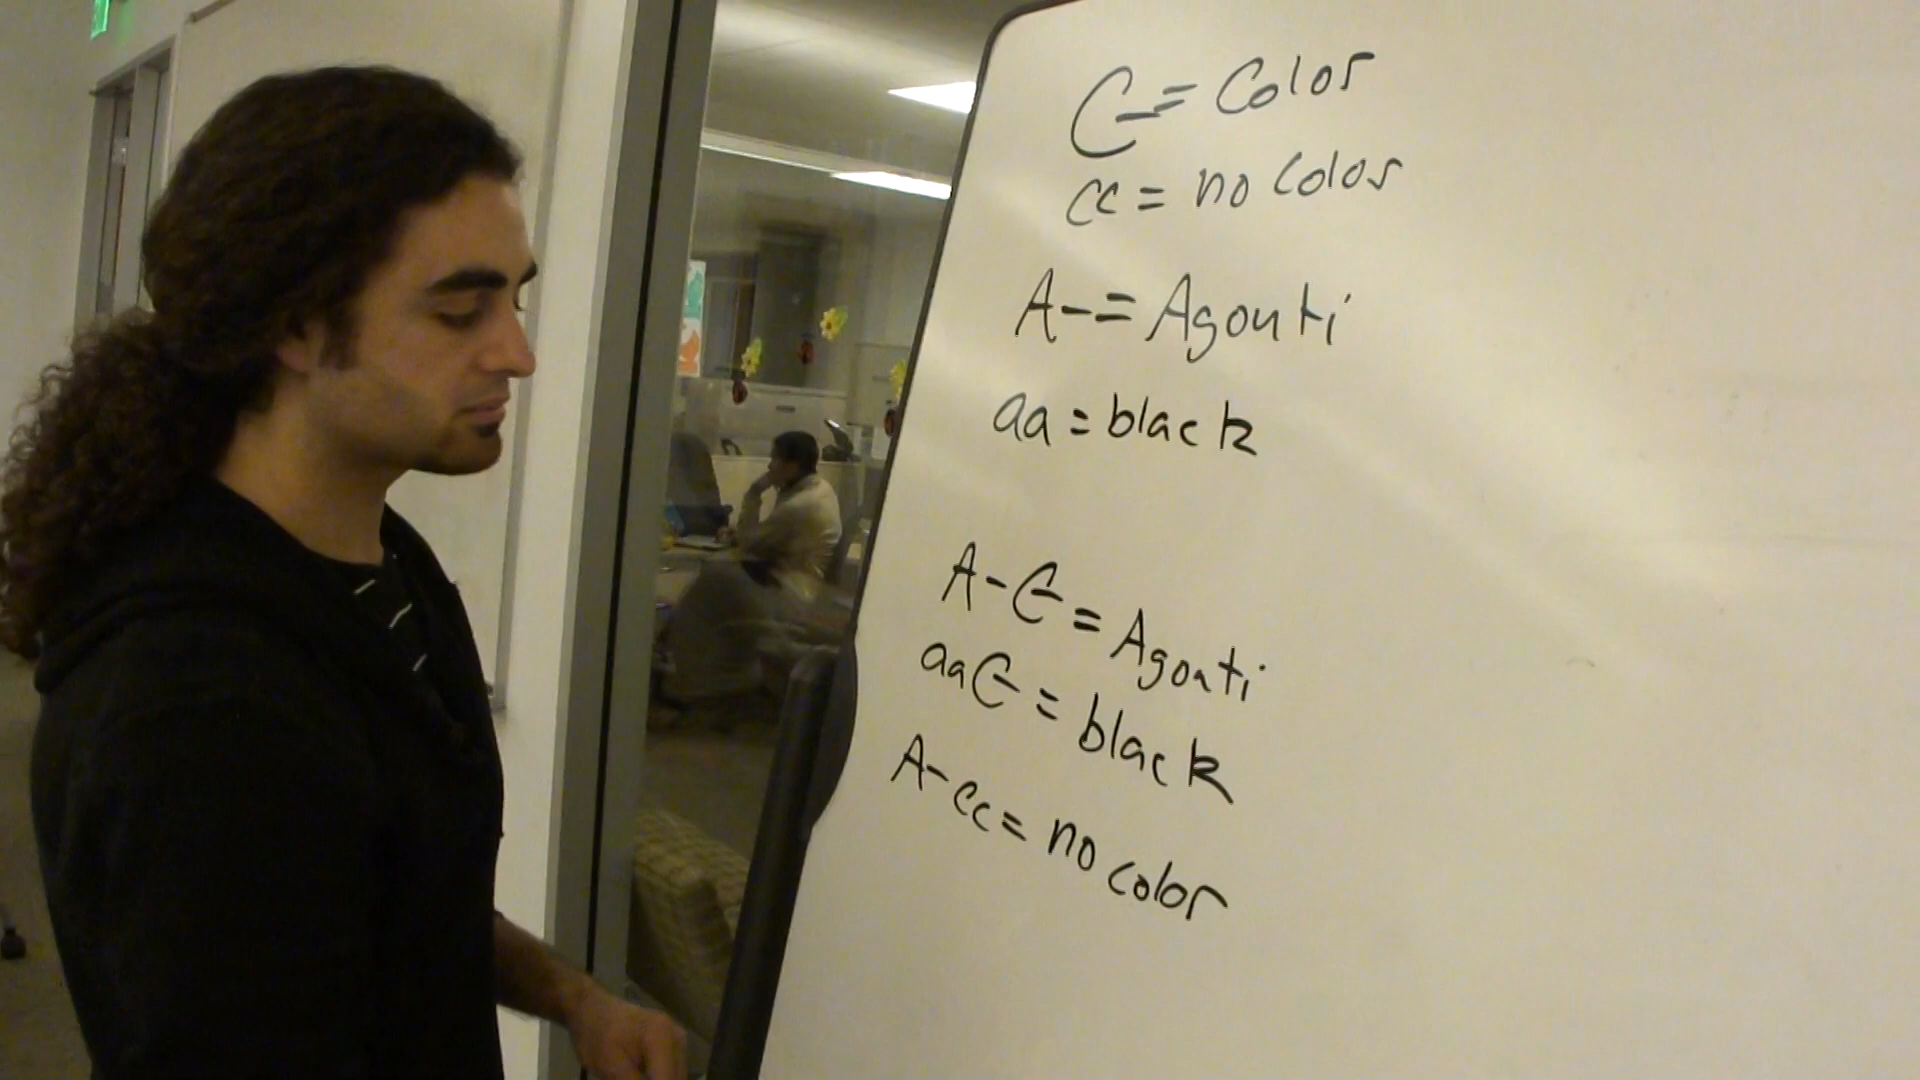 C- = Color
cc = no color
A- = Agouti
aa = black
A-C- = Agouti
aaC- = black
A-cc = no color